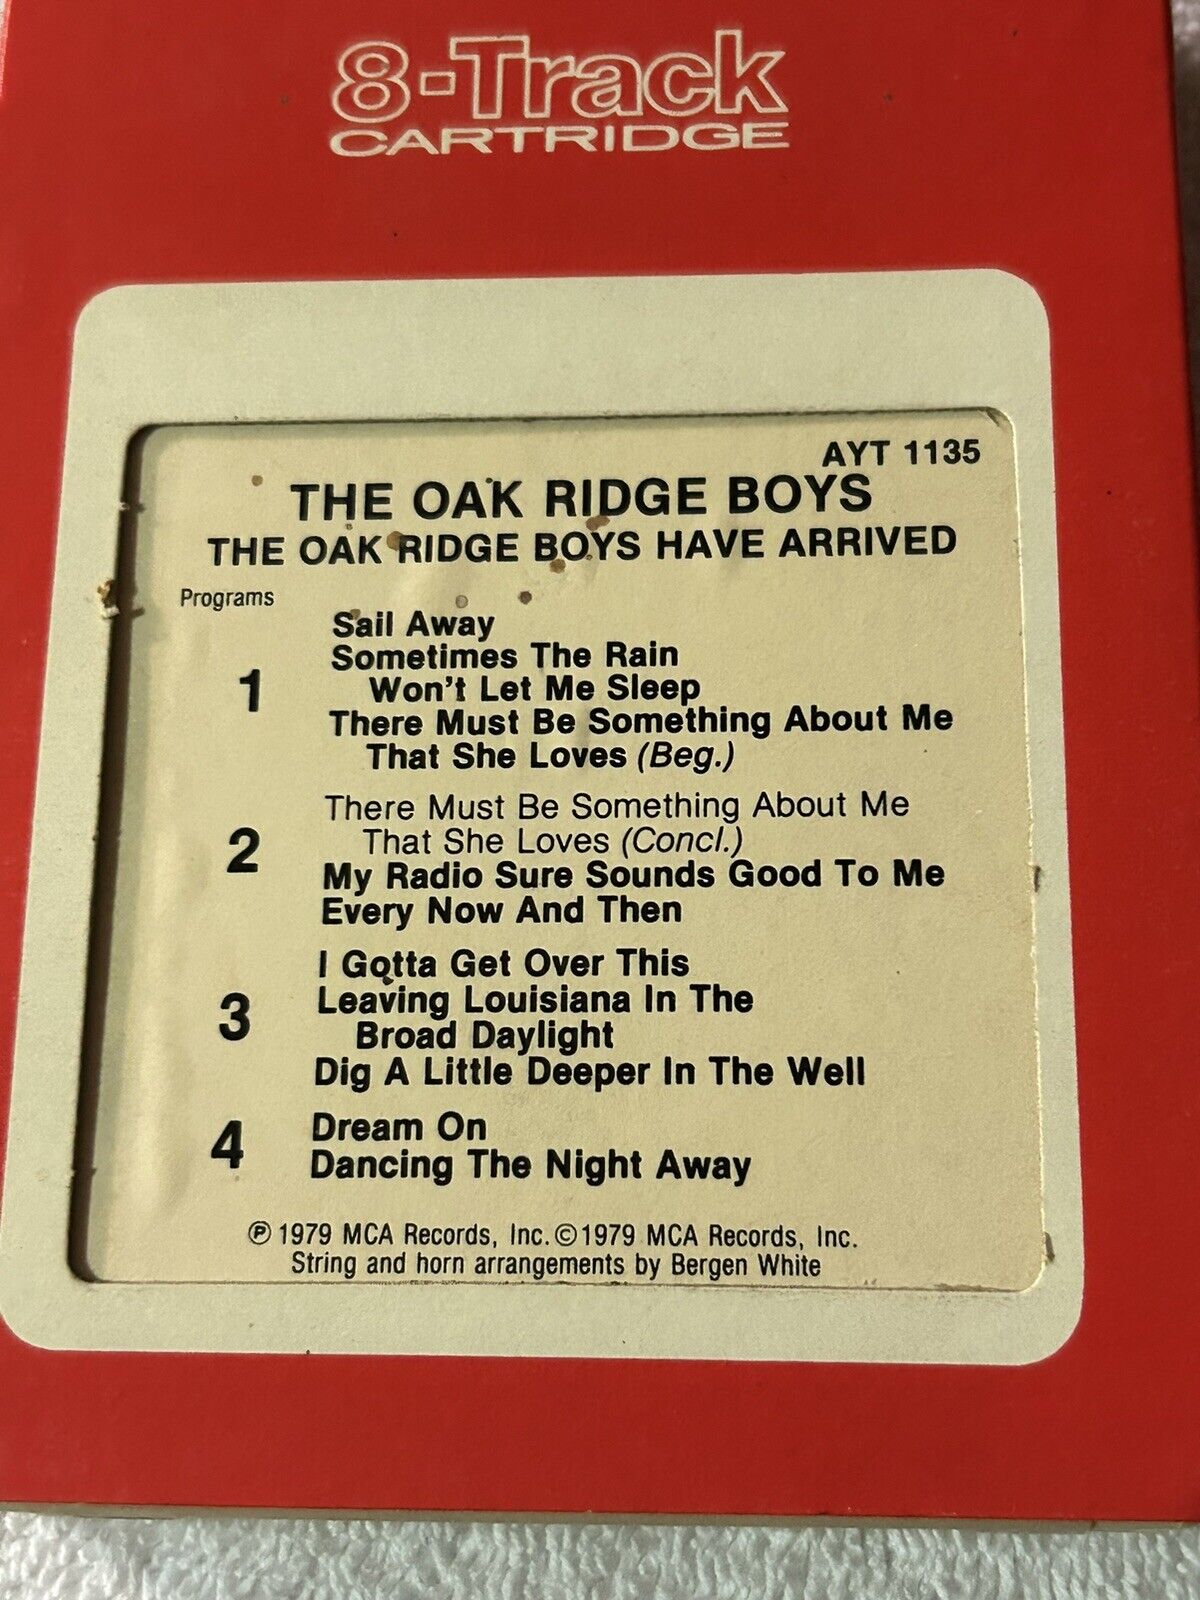 8-Track
CARTRIDGE
AYT 1135
THE OAK RIDGE BOYS
THE OAK RIDGE BOYS HAVE ARRIVED
Programs
1
Sail Away
Sometimes The Rain
Won't Let Me Sleep
There Must Be Something About Me
That She Loves (Beg.)
2
There Must Be Something About Me
That She Loves (Concl.)
My Radio Sure Sounds Good To Me
Every Now And Then
3
I Gotta Get Over This
Leaving Louisiana In The
Broad Daylight
Dig A Little Deeper In The Well
4
Dream On
Dancing The Night Away
℗ 1979 MCA Records, Inc. © 1979 MCA Records, Inc.
String and horn arrangements by Bergen White